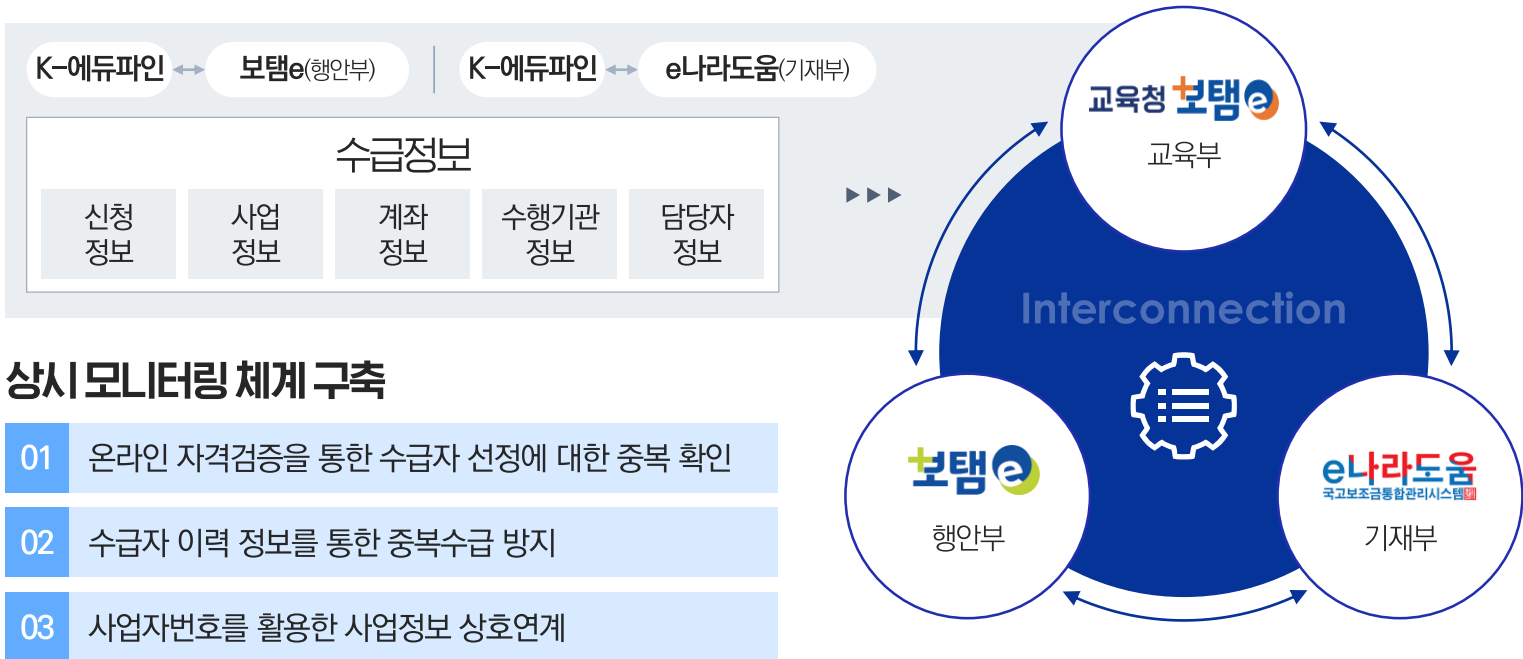 K-에듀파인 보탬e(행안부) K-에듀파인 e나라도움(기재부)
수급정보
신청 정보
사업 정보
계좌 정보
수행기관 정보
담당자 정보
교육청 보탬e
교육부
Interconnection
보탬e
행안부
e나라도움
국고보조금통합관리시스템
기재부
상시 모니터링 체계 구축
01 온라인 자격검증을 통한 수급자 선정에 대한 중복 확인
02 수급자 이력 정보를 통한 중복수급 방지
03 사업자번호를 활용한 사업정보 상호연계